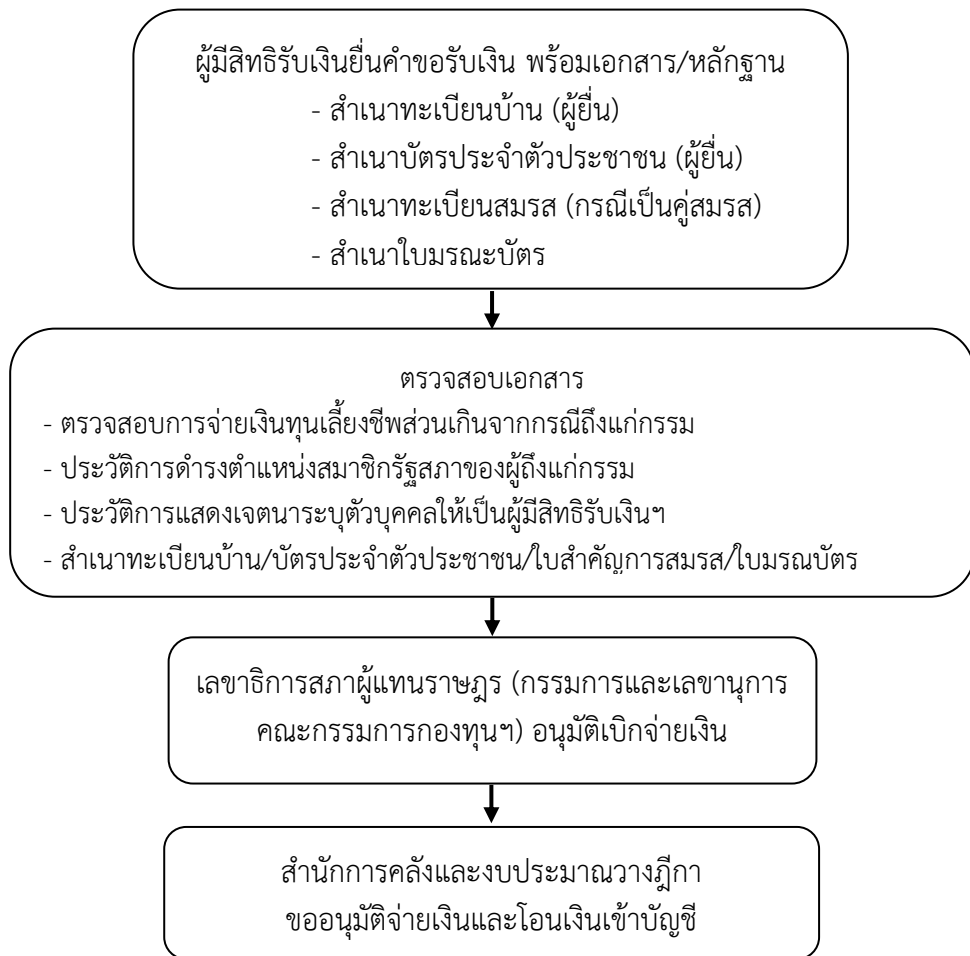 ผู้มีสิทธิรับเงินยื่นคำขอรับเงิน พร้อมเอกสาร/หลักฐาน
- สำเนาทะเบียนบ้าน (ผู้ยื่น)
- สำเนาบัตรประจำตัวประชาชน (ผู้ยื่น)
- สำเนาทะเบียนสมรส (กรณีเป็นคู่สมรส)
- สำเนาใบมรณะบัตร
ตรวจสอบเอกสาร
- ตรวจสอบการจ่ายเงินทุนเลี้ยงชีพส่วนเกินจากกรณีถึงแก่กรรม
- ประวัติการดำรงตำแหน่งสมาชิกรัฐสภาของผู้ถึงแก่กรรม
- ประวัติการแสดงเจตนาระบุตัวบุคคลให้เป็นผู้มีสิทธิรับเงินฯ
- สำเนาทะเบียนบ้าน/บัตรประจำตัวประชาชน/ใบสำคัญการสมรส/ใบมรณบัตร
เลขาธิการสภาผู้แทนราษฎร (กรรมการและเลขานุการ
คณะกรรมการกองทุนฯ) อนุมัติเบิกจ่ายเงิน
สำนักการคลังและงบประมาณวางฎีกา
ขออนุมัติจ่ายเงินและโอนเงินเข้าบัญชี